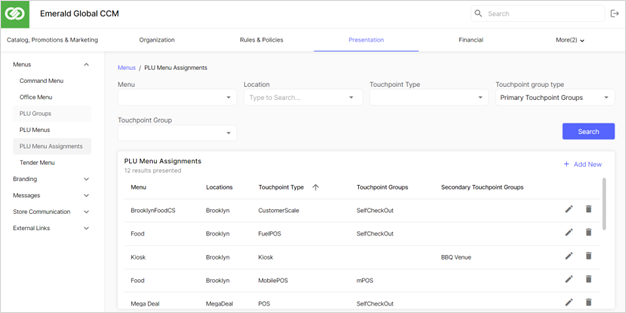 Emerald Global CCM
Search
Catalog, Promotions & Marketing Organization Rules & Policies Presentation Financial More(2)
Menus
Command Menu
Office Menu
PLU Groups
PLU Menus
PLU Menu Assignments
Tender Menu
Branding
Messages
Store Communication
External Links
Menus / PLU Menu Assignments
Menu Location Touchpoint Type Touchpoint group type
Type to Search... Primary Touchpoint Groups
Touchpoint Group
Search
PLU Menu Assignments
12 results presented
+ Add New
Menu Locations Touchpoint Type Touchpoint Groups Secondary Touchpoint Groups
BrooklynFoodCS Brooklyn CustomerScale SelfCheckOut
Food Brooklyn FuelPOS SelfCheckOut
Kiosk Brooklyn Kiosk BBQ Venue
Food Brooklyn MobilePOS mPOS
Mega Deal MegaDeal POS SelfCheckOut